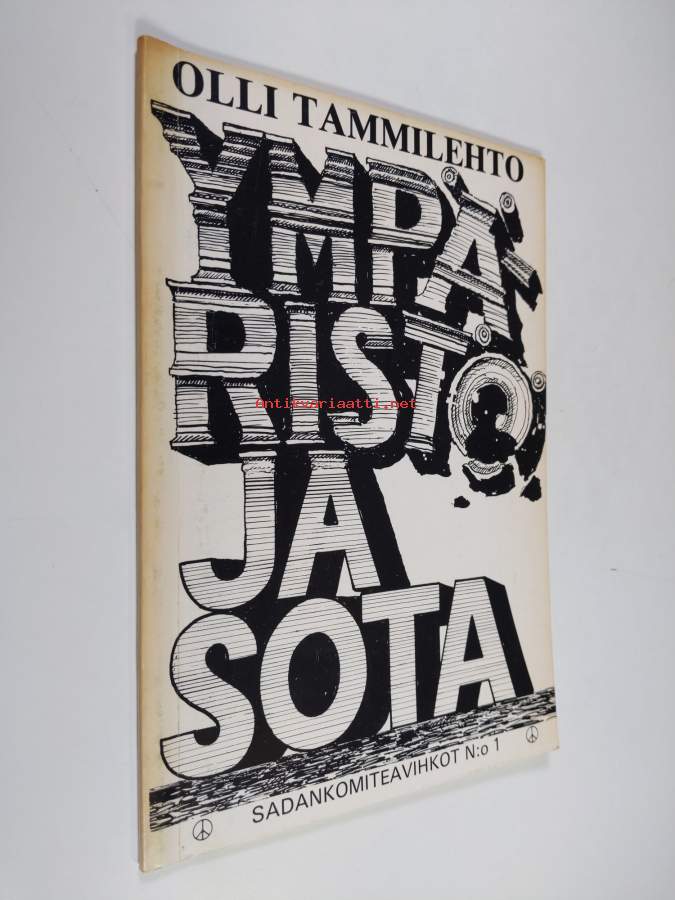 OLLI TAMMILEHTO
YMPÄ-
RISTÖ
antikvariaatti.net
JA
SOTA
SADANKOMITEAVIHKOT N:o 1